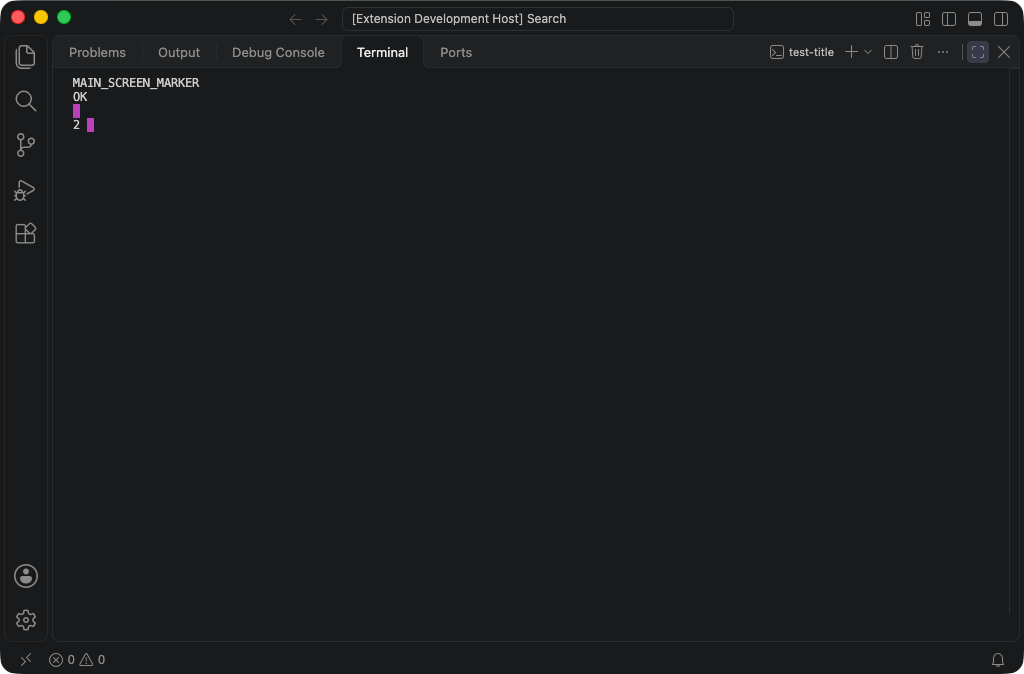 [Extension Development Host] Search
Problems
Output
Debug Console
Terminal
Ports
test-title
MAIN_SCREEN_MARKER
OK
2
0
0